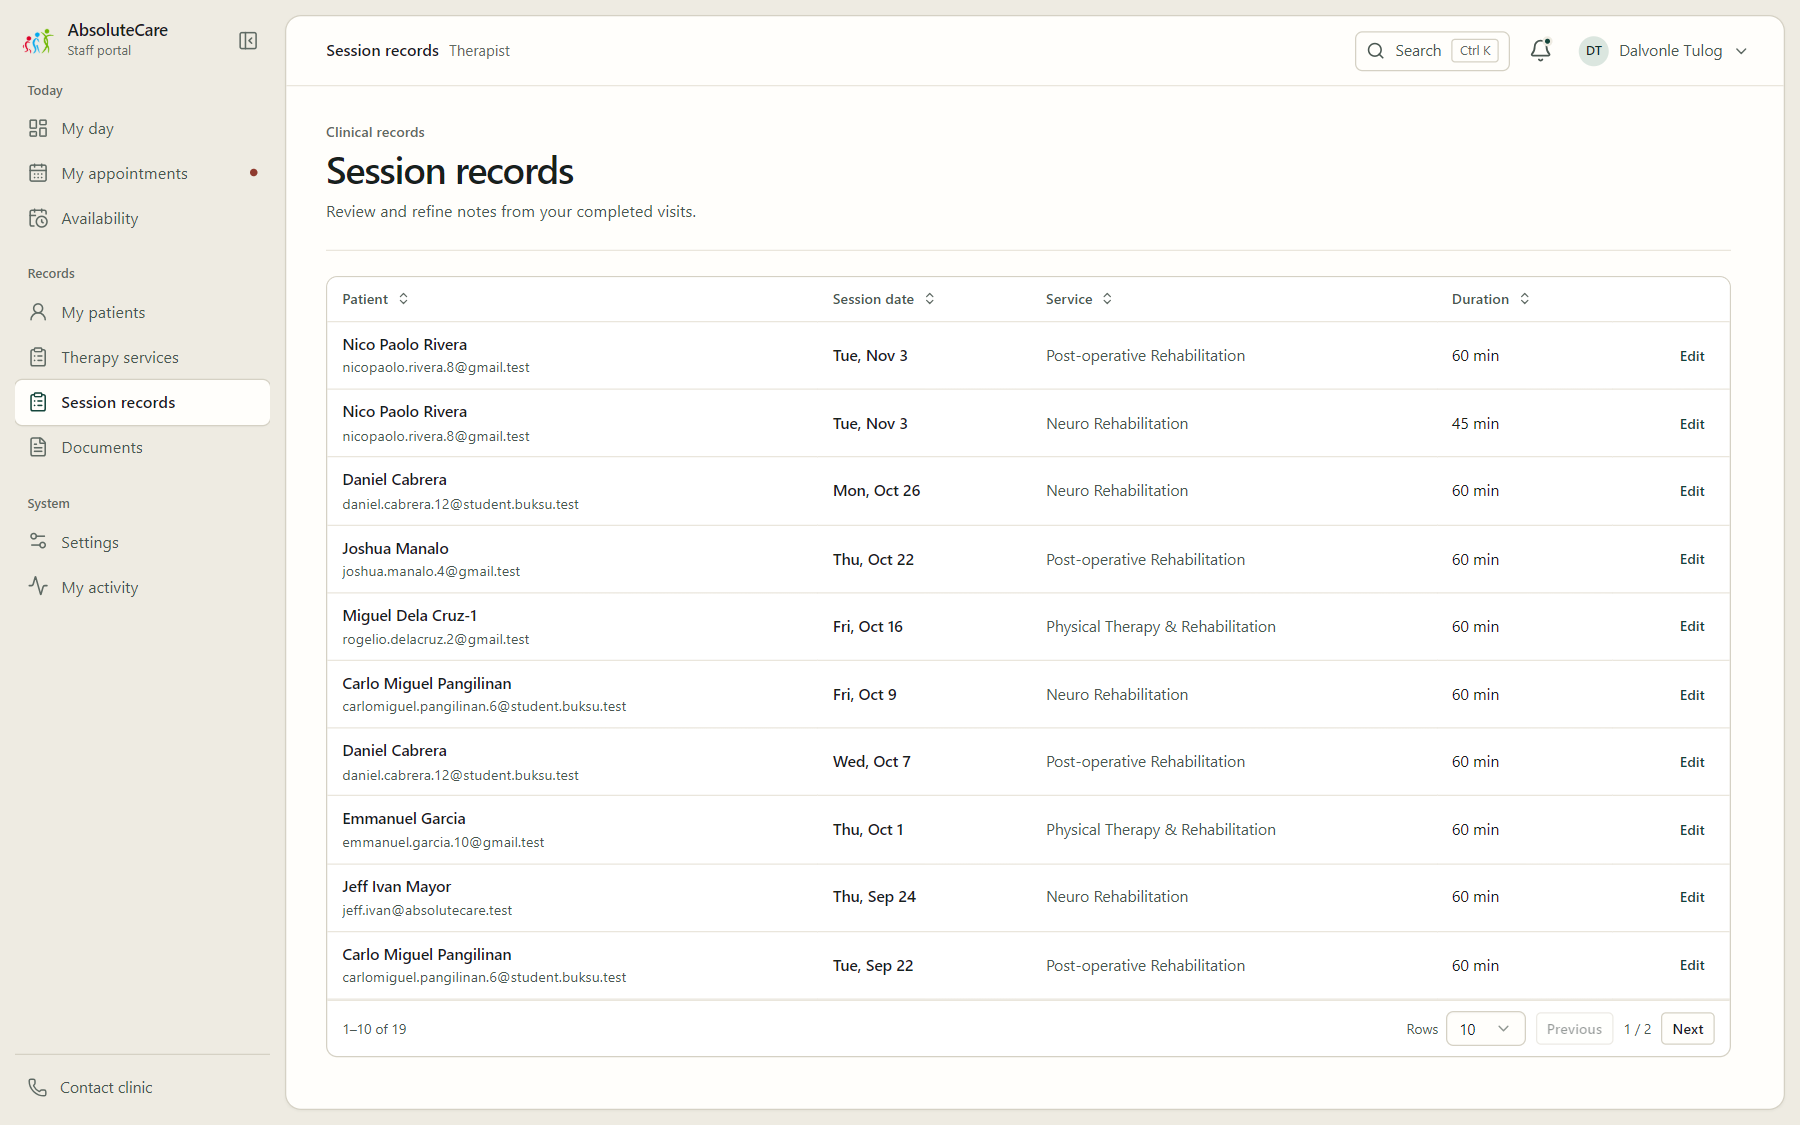 AbsoluteCare
Staff portal
Today
My day
My appointments
Availability
Records
My patients
Therapy services
Session records
Documents
System
Settings
My activity
Contact clinic
Session records Therapist
Search Ctrl K
DT Dalvonle Tulog
Clinical records
Session records
Review and refine notes from your completed visits.
Patient Session date Service Duration
Nico Paolo Rivera
nicopaolo.rivera.8@gmail.test
Tue, Nov 3 Post-operative Rehabilitation 60 min Edit
Nico Paolo Rivera
nicopaolo.rivera.8@gmail.test
Tue, Nov 3 Neuro Rehabilitation 45 min Edit
Daniel Cabrera
daniel.cabrera.12@student.buksu.test
Mon, Oct 26 Neuro Rehabilitation 60 min Edit
Joshua Manalo
joshua.manalo.4@gmail.test
Thu, Oct 22 Post-operative Rehabilitation 60 min Edit
Miguel Dela Cruz-1
rogelio.delacruz.2@gmail.test
Fri, Oct 16 Physical Therapy & Rehabilitation 60 min Edit
Carlo Miguel Pangilinan
carlomiguel.pangilinan.6@student.buksu.test
Fri, Oct 9 Neuro Rehabilitation 60 min Edit
Daniel Cabrera
daniel.cabrera.12@student.buksu.test
Wed, Oct 7 Post-operative Rehabilitation 60 min Edit
Emmanuel Garcia
emmanuel.garcia.10@gmail.test
Thu, Oct 1 Physical Therapy & Rehabilitation 60 min Edit
Jeff Ivan Mayor
jeff.ivan@absolutecare.test
Thu, Sep 24 Neuro Rehabilitation 60 min Edit
Carlo Miguel Pangilinan
carlomiguel.pangilinan.6@student.buksu.test
Tue, Sep 22 Post-operative Rehabilitation 60 min Edit
1–10 of 19
Rows 10 Previous 1 / 2 Next